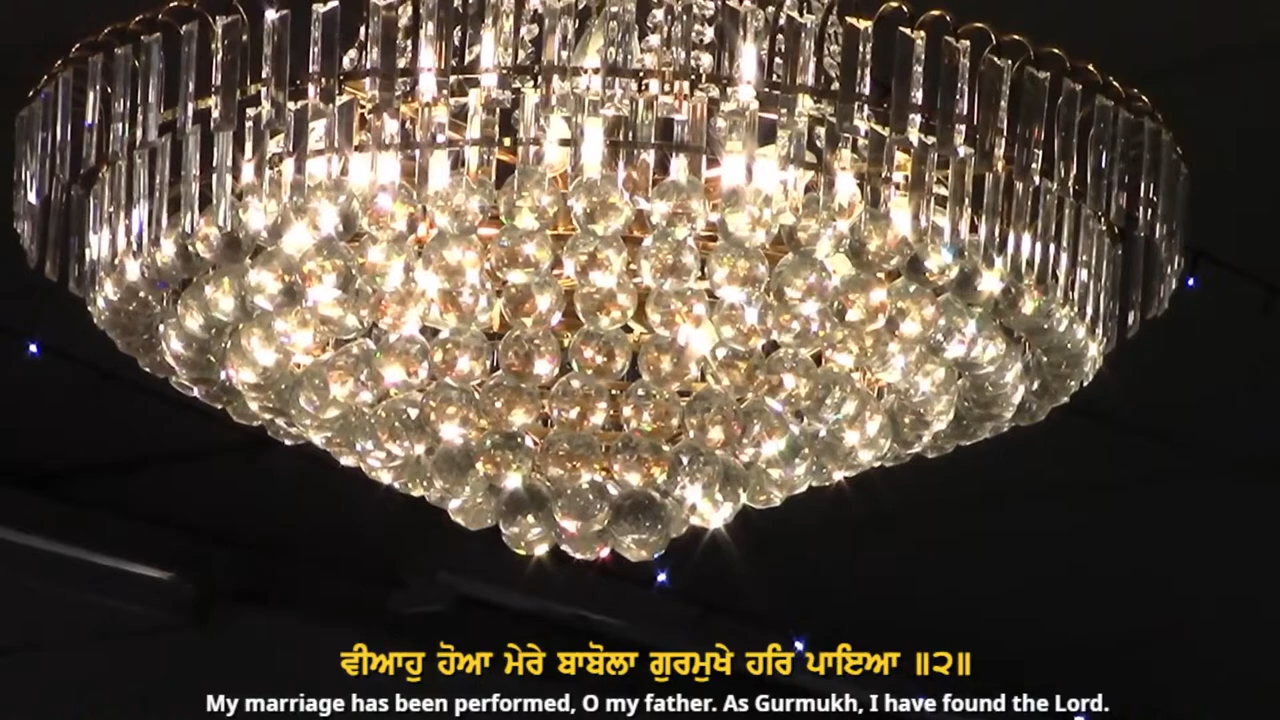 ਵੀਆਹੁ ਹੋਆ ਮੇਰੇ ਬਾਬੋਲਾ ਗੁਰਮੁਖੇ ਹਰਿ ਪਾਇਆ ॥੨॥
My marriage has been performed, O my father. As Gurmukh, I have found the Lord.